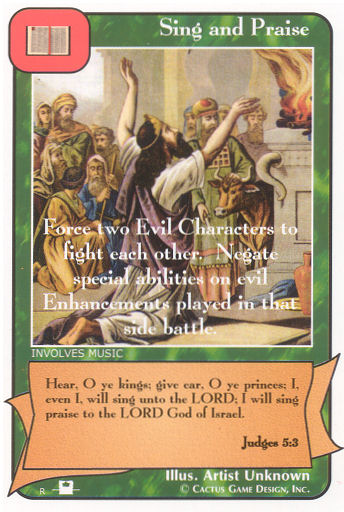 Sing and Praise
Force two Evil Characters to
fight each other. Negate
special abilities on evil
Enhancements played in that
side battle.
INVOLVES MUSIC
Hear, O ye kings; give ear, O ye princes; I,
even I, will sing unto the LORD; I will sing
praise to the LORD God of Israel.
Judges 5:3
Illus. Artist Unknown
R
© CACTUS GAME DESIGN, INC.